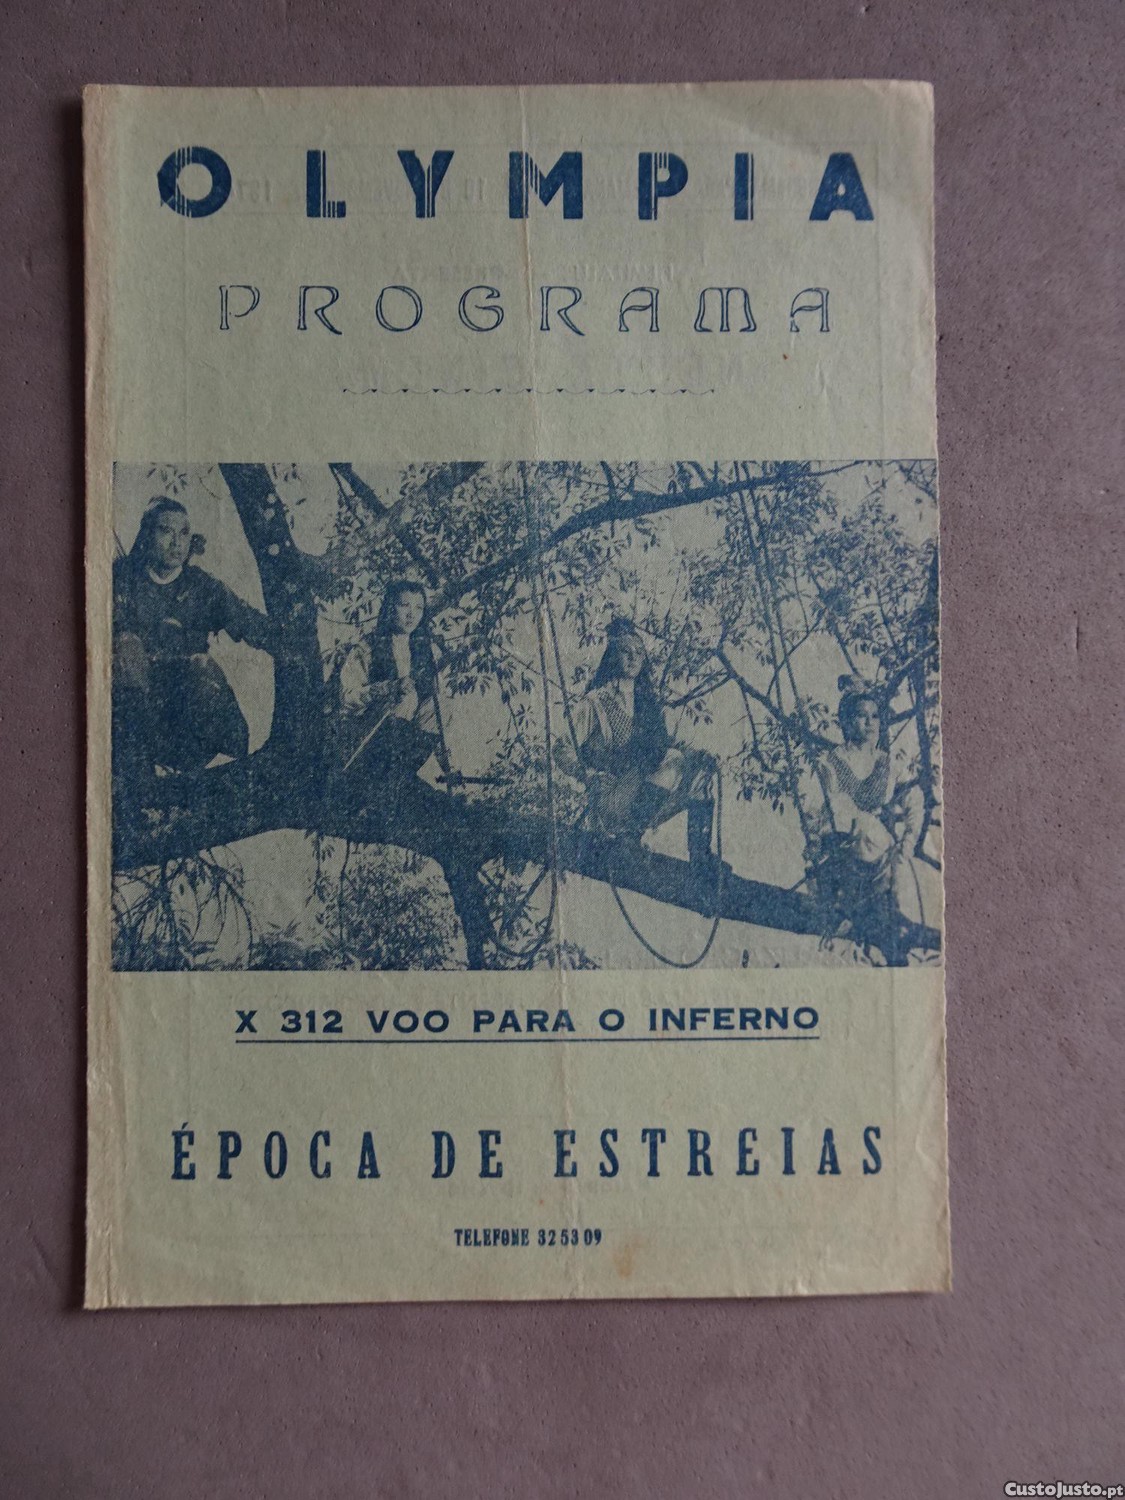 OLYMPIA
PROGRAMA
X 312 VOO PARA O INFERNO
ÉPOCA DE ESTREIAS
TELEFONE 32 53 09
CustoJusto.pt